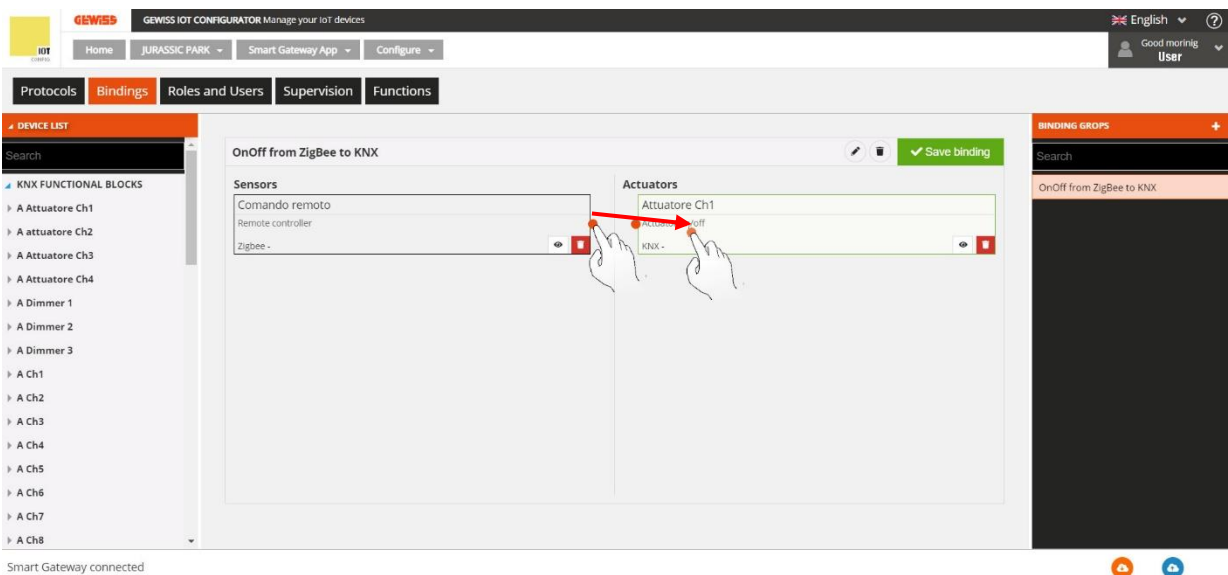 GEWISS
GEWISS IOT CONFIGURATOR Manage your IoT devices
English
?
IOT
CONFIG
Home
JURASSIC PARK
Smart Gateway App
Configure
Good morinig
User
Protocols
Bindings
Roles and Users
Supervision
Functions
DEVICE LIST
Search
KNX FUNCTIONAL BLOCKS
A Attuatore Ch1
A attuatore Ch2
A Attuatore Ch3
A Attuatore Ch4
A Dimmer 1
A Dimmer 2
A Dimmer 3
A Ch1
A Ch2
A Ch3
A Ch4
A Ch5
A Ch6
A Ch7
A Ch8
OnOff from ZigBee to KNX
Save binding
Sensors
Comando remoto
Remote controller
Zigbee -
Actuators
Attuatore Ch1
/off
KNX -
BINDING GROPS
+
Search
OnOff from ZigBee to KNX
Smart Gateway connected